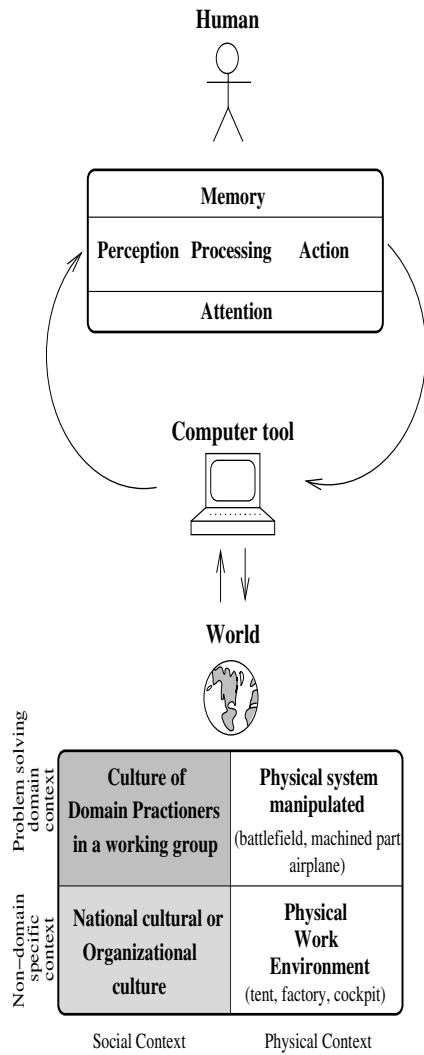 Human
Memory
Perception Processing Action
Attention
Computer tool
World
Problem solving
domain
context
Culture of
Domain Practioners
in a working group
Physical system
manipulated
(battlefield, machined part
airplane)
Non-domain
specific
context
National cultural or
Organizational
culture
Physical
Work
Environment
(tent, factory, cockpit)
Social Context
Physical Context